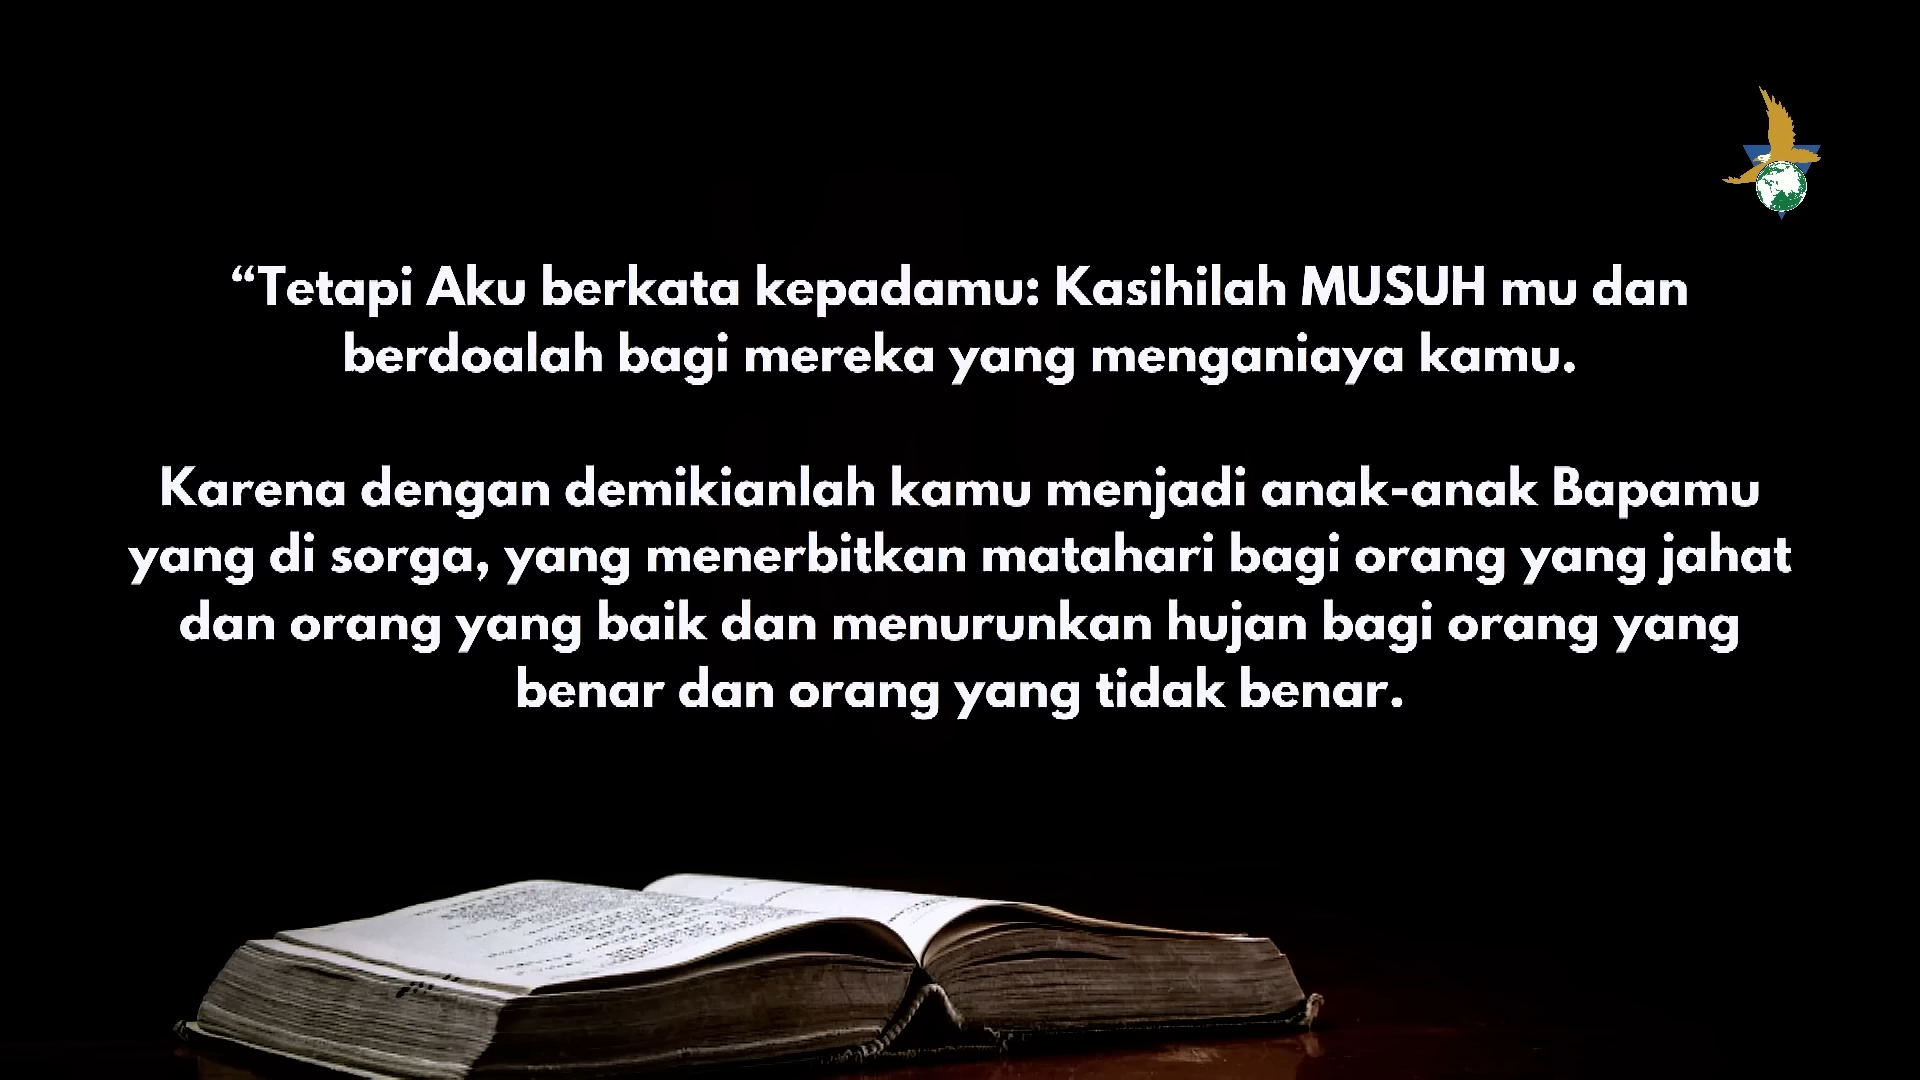 “Tetapi Aku berkata kepadamu: Kasihilah MUSUH mu dan
berdoalah bagi mereka yang menganiaya kamu.
Karena dengan demikianlah kamu menjadi anak-anak Bapamu
yang di sorga, yang menerbitkan matahari bagi orang yang jahat
dan orang yang baik dan menurunkan hujan bagi orang yang
benar dan orang yang tidak benar.